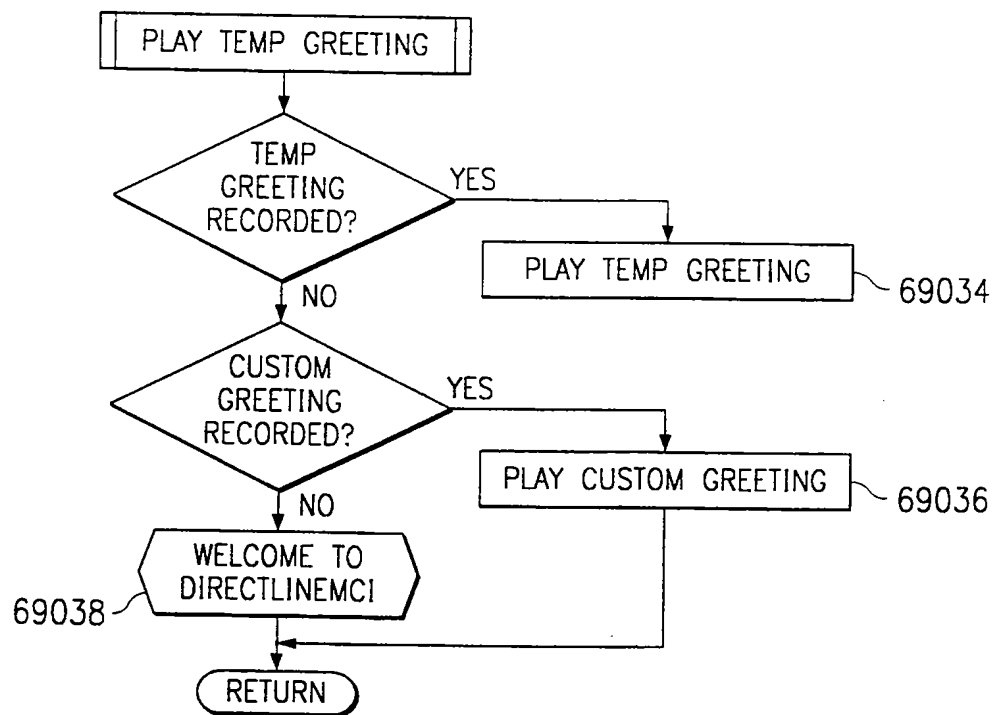 PLAY TEMP GREETING
TEMP
GREETING
RECORDED?
YES
PLAY TEMP GREETING
69034
NO
CUSTOM
GREETING
RECORDED?
YES
PLAY CUSTOM GREETING
69036
NO
WELCOME TO
DIRECTLINEMCI
69038
RETURN